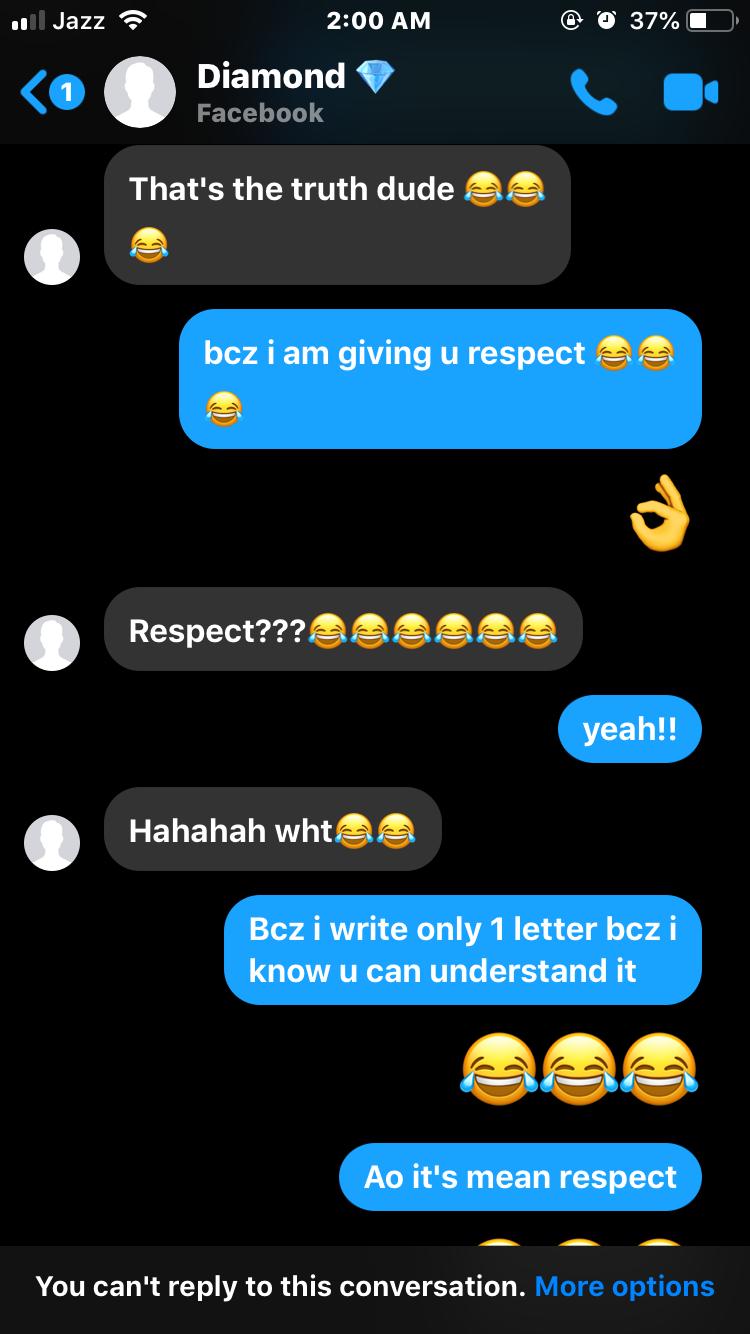 Jazz 2:00 AM 37%
1 Diamond 💎
Facebook
That's the truth dude 😂😂
😂
bcz i am giving u respect 😂😂
😂
👌
Respect???😂😂😂😂😂😂
yeah!!
Hahahah wht😂😂
Bcz i write only 1 letter bcz i
know u can understand it
😂😂😂
Ao it's mean respect
You can't reply to this conversation. More options